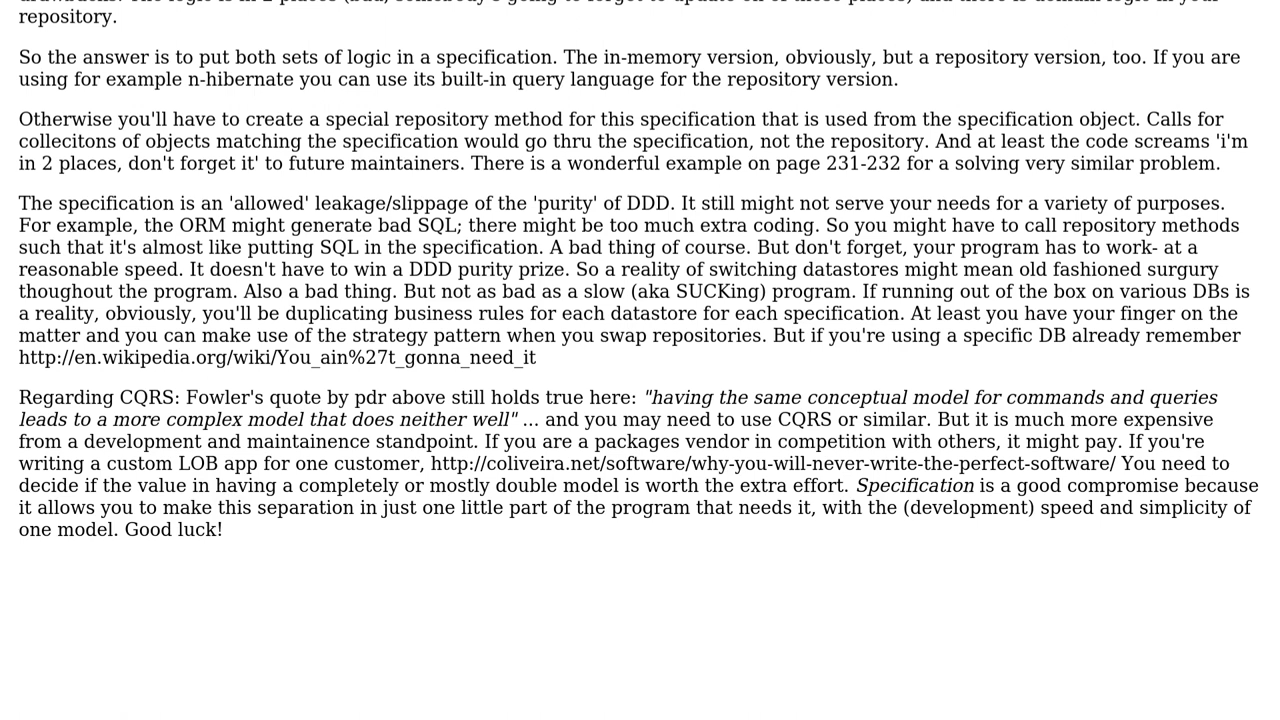 repository.
So the answer is to put both sets of logic in a specification. The in-memory version, obviously, but a repository version, too. If you are
using for example n-hibernate you can use its built-in query language for the repository version.
Otherwise you'll have to create a special repository method for this specification that is used from the specification object. Calls for
collecitons of objects matching the specification would go thru the specification, not the repository. And at least the code screams 'i'm
in 2 places, don't forget it' to future maintainers. There is a wonderful example on page 231-232 for a solving very similar problem.
The specification is an 'allowed' leakage/slippage of the 'purity' of DDD. It still might not serve your needs for a variety of purposes.
For example, the ORM might generate bad SQL; there might be too much extra coding. So you might have to call repository methods
such that it's almost like putting SQL in the specification. A bad thing of course. But don't forget, your program has to work- at a
reasonable speed. It doesn't have to win a DDD purity prize. So a reality of switching datastores might mean old fashioned surgury
thoughout the program. Also a bad thing. But not as bad as a slow (aka SUCKing) program. If running out of the box on various DBs is
a reality, obviously, you'll be duplicating business rules for each datastore for each specification. At least you have your finger on the
matter and you can make use of the strategy pattern when you swap repositories. But if you're using a specific DB already remember
http://en.wikipedia.org/wiki/You_ain%27t_gonna_need_it
Regarding CQRS: Fowler's quote by pdr above still holds true here: "having the same conceptual model for commands and queries
leads to a more complex model that does neither well" ... and you may need to use CQRS or similar. But it is much more expensive
from a development and maintainence standpoint. If you are a packages vendor in competition with others, it might pay. If you're
writing a custom LOB app for one customer, http://coliveira.net/software/why-you-will-never-write-the-perfect-software/ You need to
decide if the value in having a completely or mostly double model is worth the extra effort. Specification is a good compromise because
it allows you to make this separation in just one little part of the program that needs it, with the (development) speed and simplicity of
one model. Good luck!